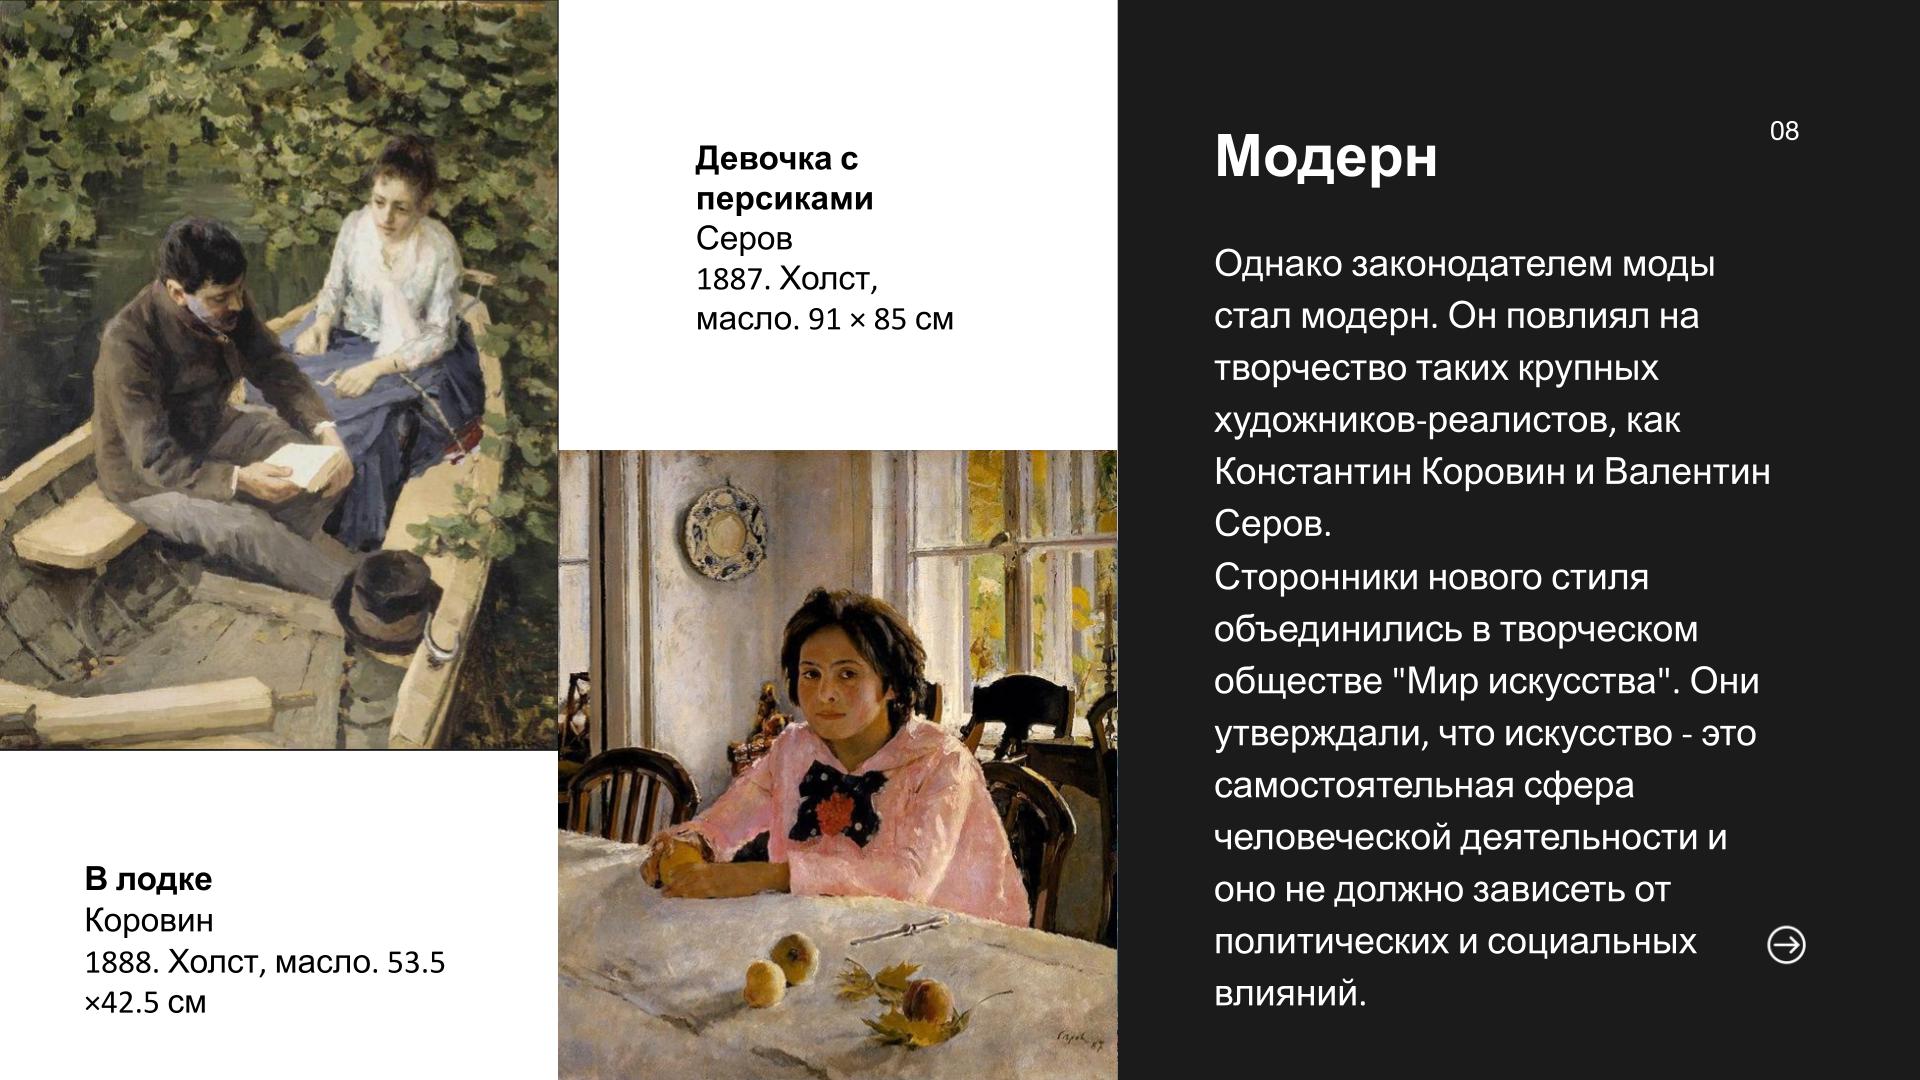 Девочка с
персиками
Серов
1887. Холст,
масло. 91 × 85 см
В лодке
Коровин
1888. Холст, масло. 53.5
×42.5 см
08
Модерн
Однако законодателем моды
стал модерн. Он повлиял на
творчество таких крупных
художников-реалистов, как
Константин Коровин и Валентин
Серов.
Сторонники нового стиля
объединились в творческом
обществе "Мир искусства". Они
утверждали, что искусство - это
самостоятельная сфера
человеческой деятельности и
оно не должно зависеть от
политических и социальных
влияний.